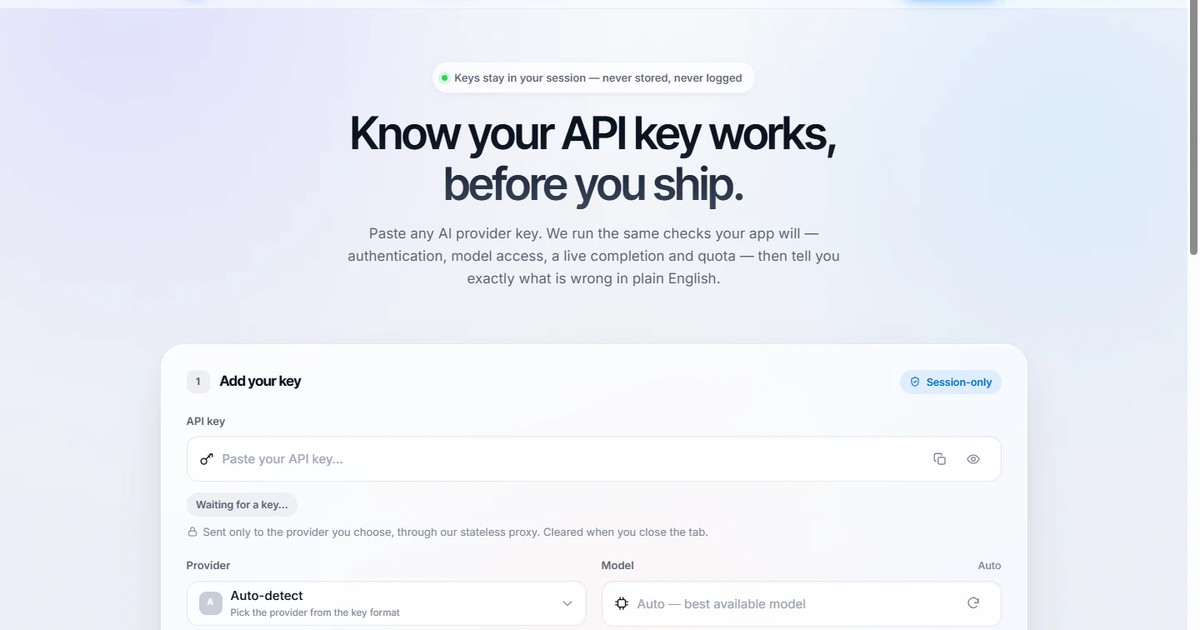 Keys stay in your session — never stored, never logged
Know your API key works,
before you ship.
Paste any AI provider key. We run the same checks your app will —
authentication, model access, a live completion and quota — then tell you
exactly what is wrong in plain English.
1
Add your key
Session-only
API key
Paste your API key...
Waiting for a key...
Sent only to the provider you choose, through our stateless proxy. Cleared when you close the tab.
Provider
Model
Auto
A
Auto-detect
Pick the provider from the key format
Auto — best available model